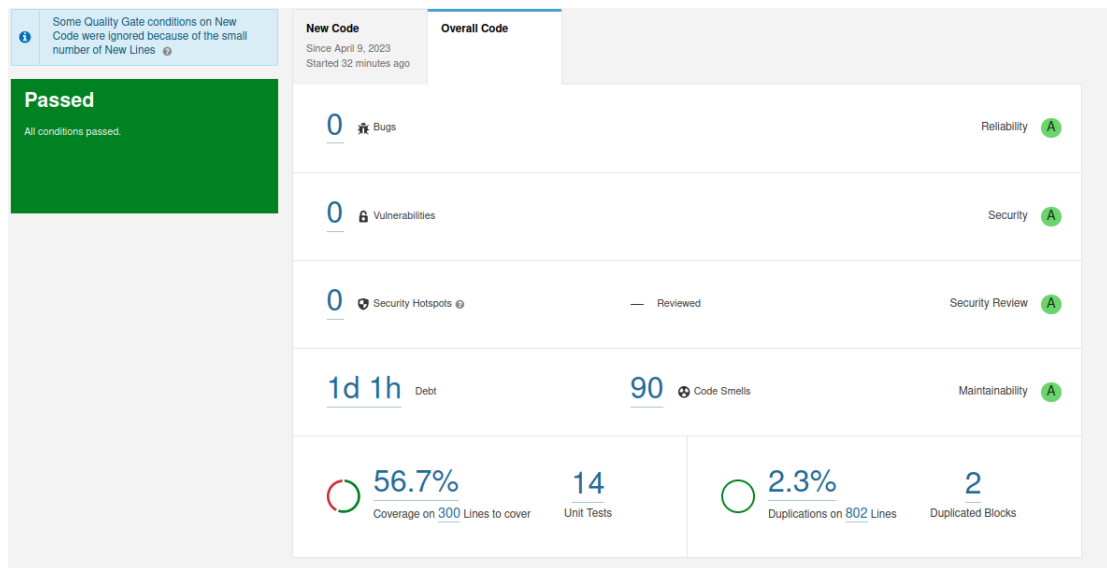 Some Quality Gate conditions on New
Code were ignored because of the small
number of New Lines
Passed
All conditions passed.
New Code
Since April 9, 2023
Started 32 minutes ago
Overall Code
0 Bugs
Reliability A
0 Vulnerabilities
Security A
0 Security Hotspots
— Reviewed
Security Review A
1d 1h Debt
90 Code Smells
Maintainability A
56.7%
Coverage on 300 Lines to cover
14
Unit Tests
2.3%
Duplications on 802 Lines
2
Duplicated Blocks